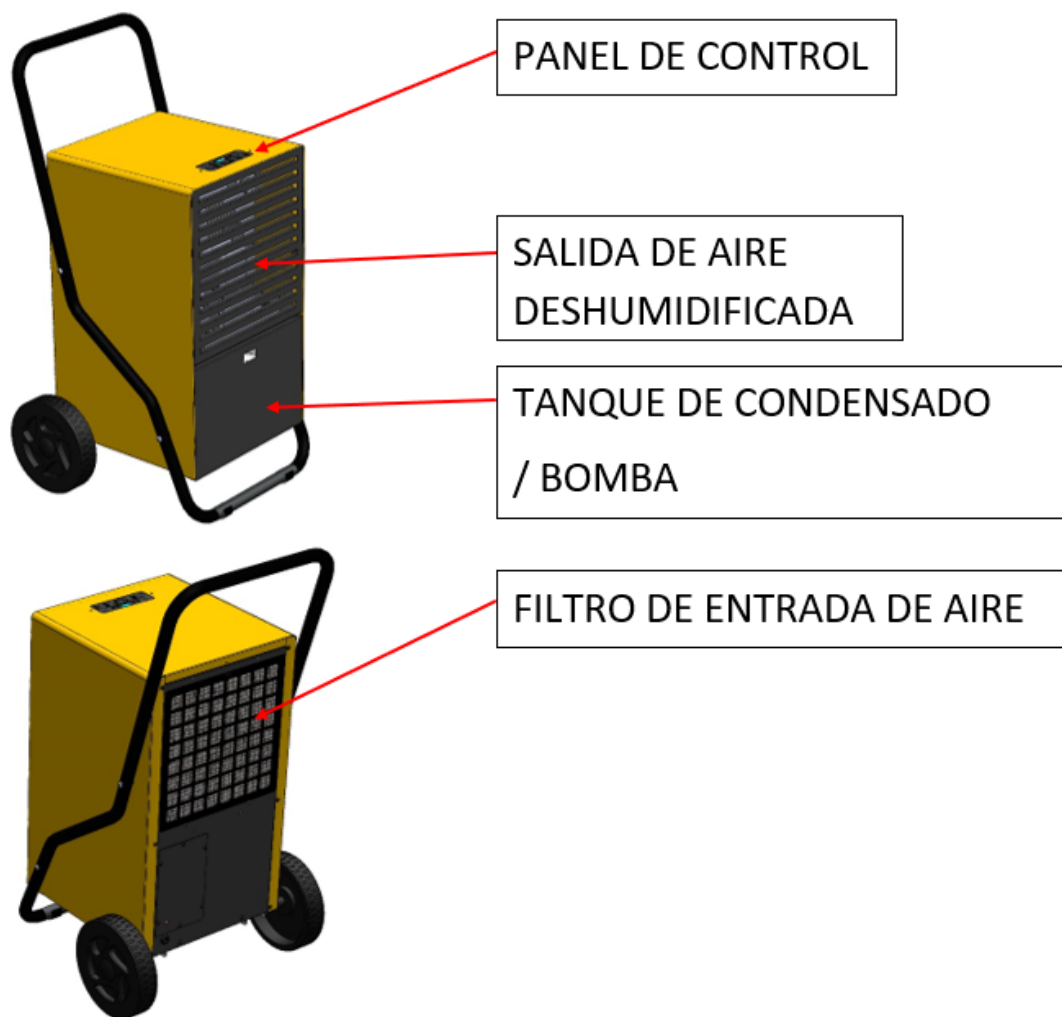 PANEL DE CONTROL
SALIDA DE AIRE
DESHUMIDIFICADA
TANQUE DE CONDENSADO
/ BOMBA
FILTRO DE ENTRADA DE AIRE